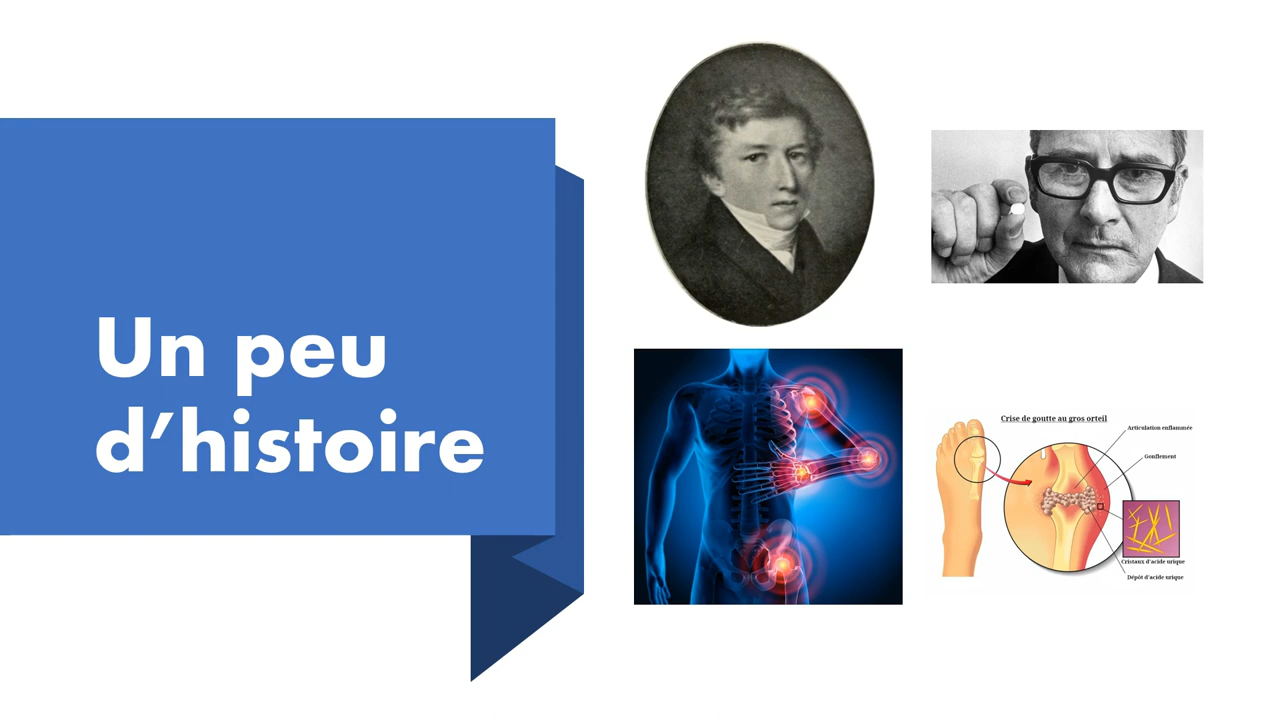 Un peu
d’histoire
Crise de goutte au gros orteil
Articulation enflammée
Gonflement
Cristaux d'acide urique
Dépôt d'acide urique